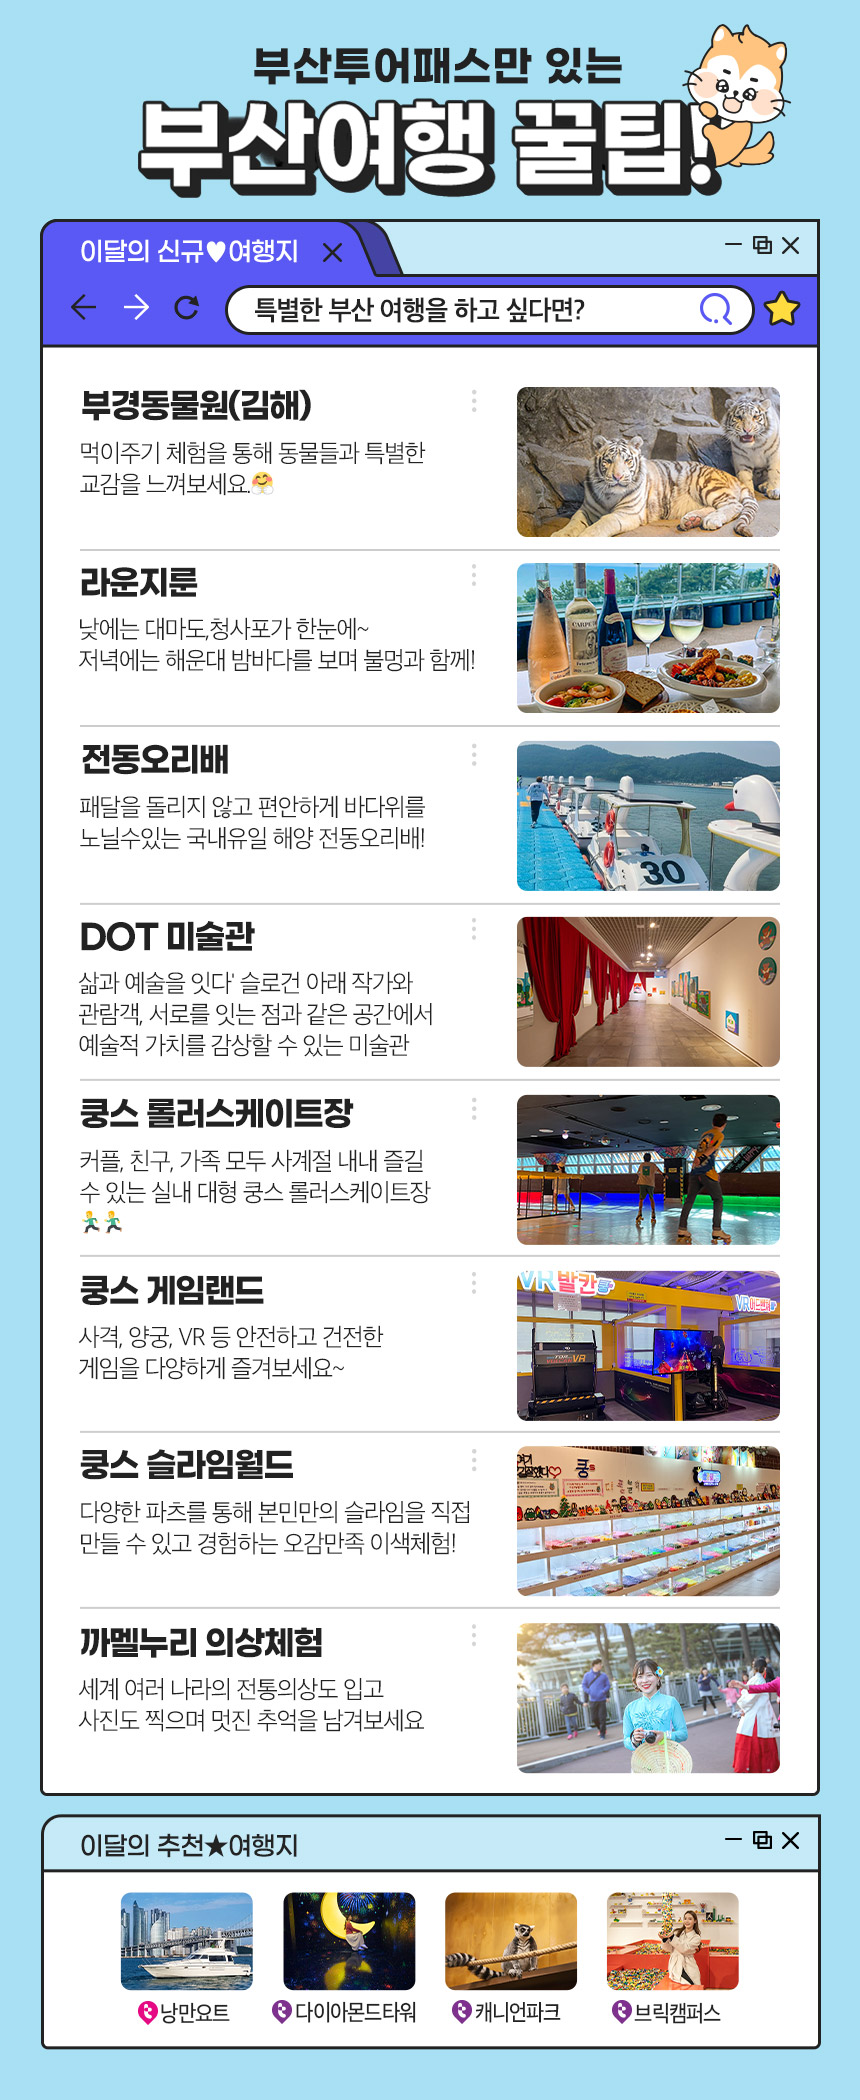 부산투어패스만 있는
부산여행 꿀팁!
이달의 신규♥여행지
특별한 부산 여행을 하고 싶다면?
부경동물원(김해)
먹이주기 체험을 통해 동물들과 특별한
교감을 느껴보세요.🤗
라운지룬
낮에는 대마도,청사포가 한눈에~
저녁에는 해운대 밤바다를 보며 불멍과 함께!
전동오리배
패달을 돌리지 않고 편안하게 바다위를
노닐수있는 국내유일 해양 전동오리배!
30
DOT 미술관
삶과 예술을 잇다' 슬로건 아래 작가와
관람객, 서로를 잇는 점과 같은 공간에서
예술적 가치를 감상할 수 있는 미술관
쿵스 롤러스케이트장
커플, 친구, 가족 모두 사계절 내내 즐길
수 있는 실내 대형 쿵스 롤러스케이트장
🏃‍♂️🏃‍♂️
쿵스 게임랜드
사격, 양궁, VR 등 안전하고 건전한
게임을 다양하게 즐겨보세요~
VR발칸
쿵스 슬라임월드
다양한 파츠를 통해 본민만의 슬라임을 직접
만들 수 있고 경험하는 오감만족 이색체험!
까멜누리 의상체험
세계 여러 나라의 전통의상도 입고
사진도 찍으며 멋진 추억을 남겨보세요
이달의 추천★여행지
낭만요트
다이아몬드타워
캐니언파크
브릭캠퍼스